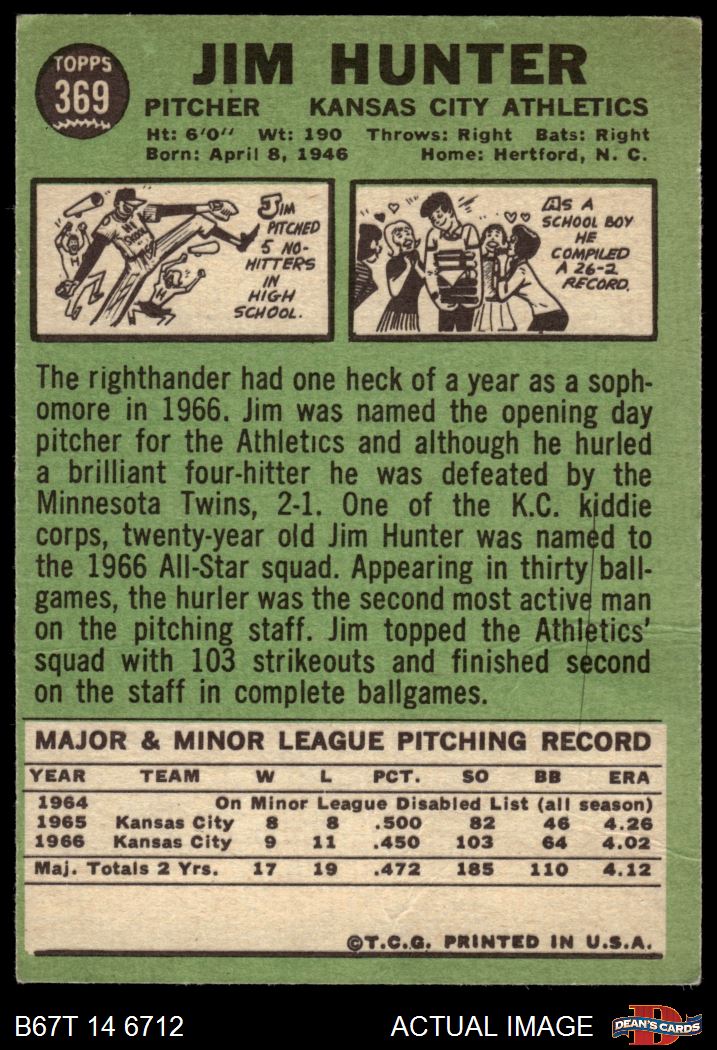 TOPPS
369
JIM HUNTER
PITCHER KANSAS CITY ATHLETICS
Ht: 6'0" Wt: 190 Throws: Right Bats: Right
Born: April 8, 1946 Home: Hertford, N. C.
JIM
PITCHED
5 NO-
HITTERS
IN
HIGH
SCHOOL.
AS A
SCHOOL BOY
HE
COMPILED
A 26-2
RECORD.
The righthander had one heck of a year as a soph-
omore in 1966. Jim was named the opening day
pitcher for the Athletics and although he hurled
a brilliant four-hitter he was defeated by the
Minnesota Twins, 2-1. One of the K.C. kiddie
corps, twenty-year old Jim Hunter was named to
the 1966 All-Star squad. Appearing in thirty ball-
games, the hurler was the second most active man
on the pitching staff. Jim topped the Athletics'
squad with 103 strikeouts and finished second
on the staff in complete ballgames.
MAJOR & MINOR LEAGUE PITCHING RECORD
YEAR TEAM W L PCT. SO BB ERA
1964 On Minor League Disabled List (all season)
1965 Kansas City 8 8 .500 82 46 4.26
1966 Kansas City 9 11 .450 103 64 4.02
Maj. Totals 2 Yrs. 17 19 .472 185 110 4.12
©T.C.G. PRINTED IN U.S.A.
B67T 14 6712 ACTUAL IMAGE
DEAN'S CARDS